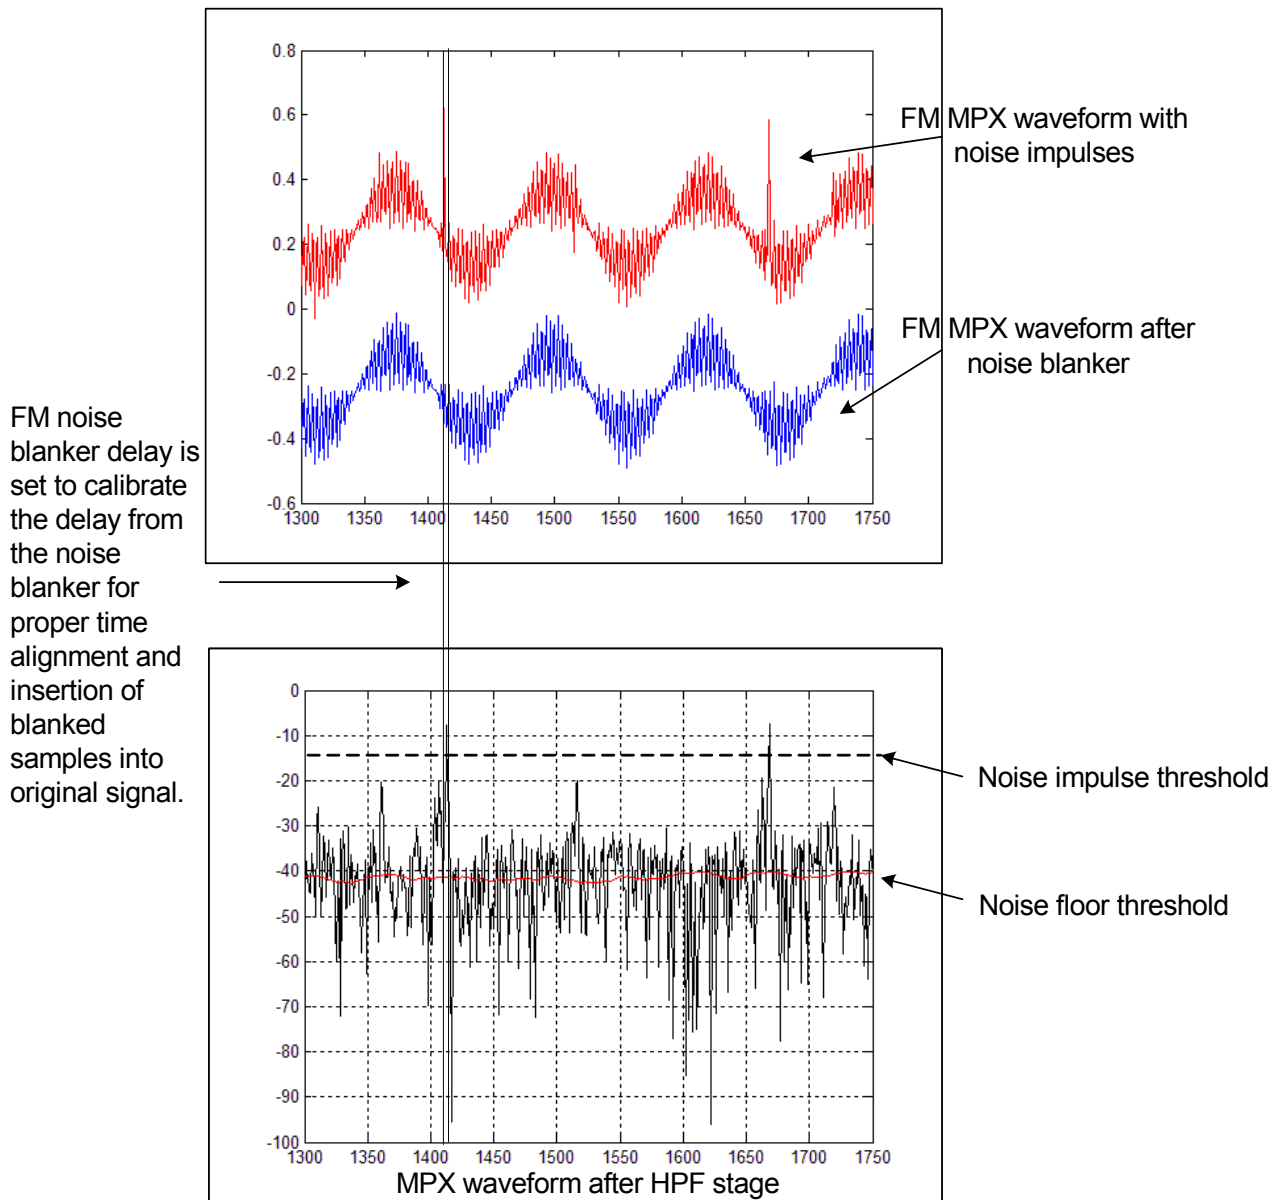 0.8
0.6
0.4
0.2
0
-0.2
-0.4
-0.6
1300 1350 1400 1450 1500 1550 1600 1650 1700 1750
FM MPX waveform with
noise impulses
FM MPX waveform after
noise blanker
FM noise
blanker delay is
set to calibrate
the delay from
the noise
blanker for
proper time
alignment and
insertion of
blanked
samples into
original signal.
0
-10
-20
-30
-40
-50
-60
-70
-80
-90
-100
1300 1350 1400 1450 1500 1550 1600 1650 1700 1750
MPX waveform after HPF stage
Noise impulse threshold
Noise floor threshold